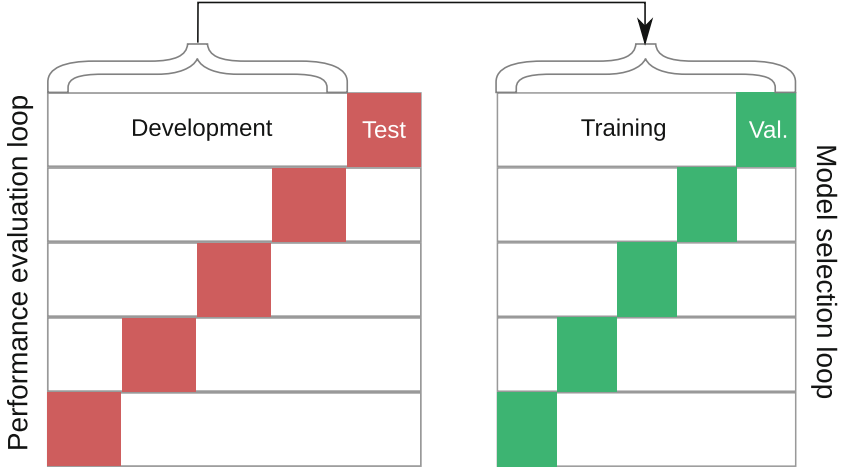 Performance evaluation loop
Development
Test
Training
Val.
Model selection loop